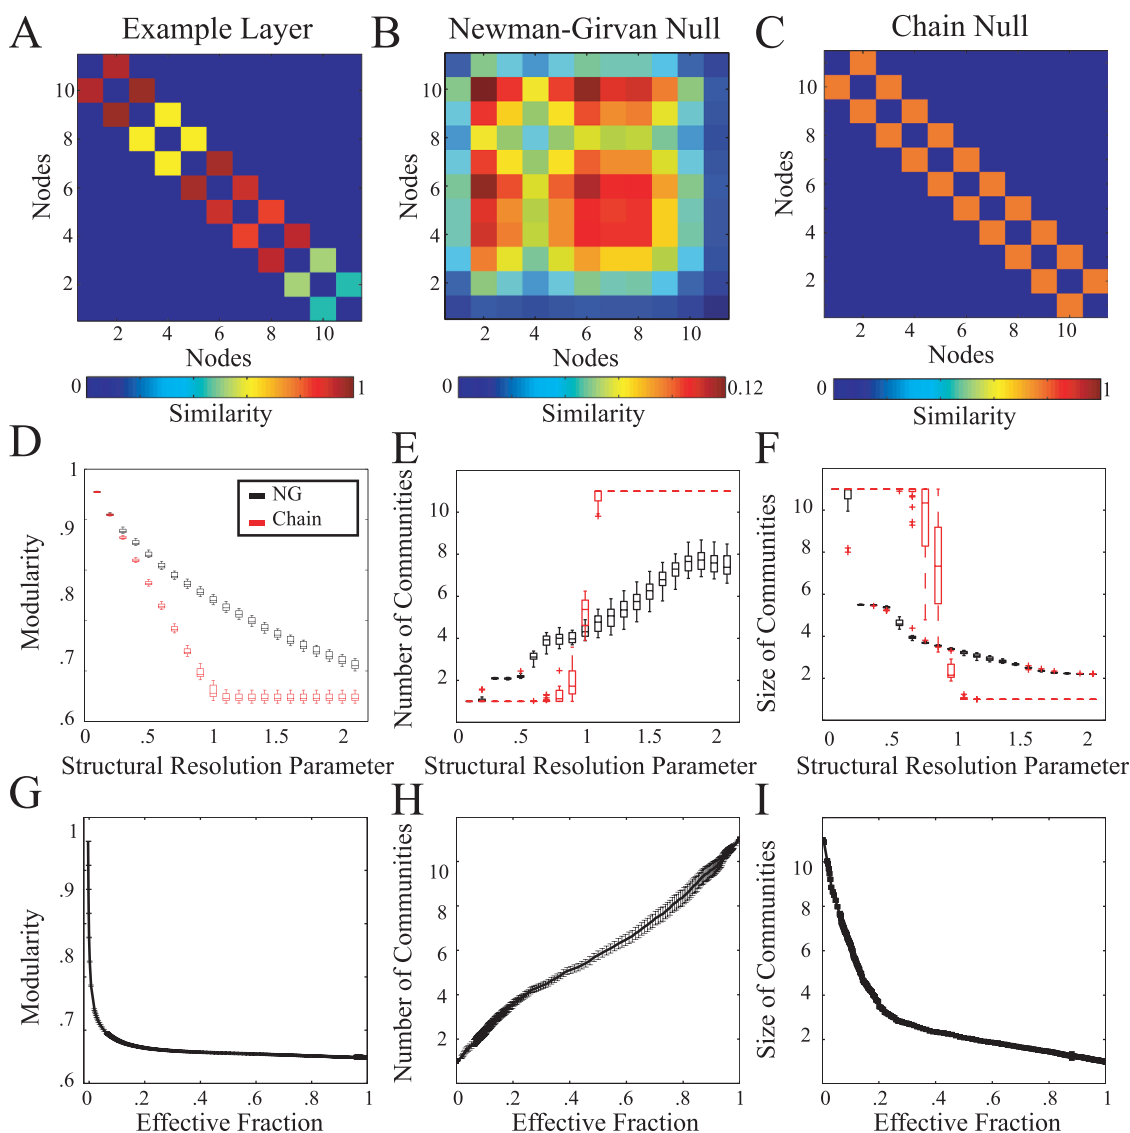 A Example Layer
B Newman-Girvan Null
C Chain Null
Nodes
10
8
6
4
2
2 4 6 8 10
Nodes
0 1
Similarity
Nodes
10
8
6
4
2
2 4 6 8 10
Nodes
0 0.12
Similarity
Nodes
10
8
6
4
2
2 4 6 8 10
Nodes
0 1
Similarity
D
Modularity
1
.9
.8
.7
.6
NG
Chain
0 .5 1 1.5 2
Structural Resolution Parameter
E
Number of Communities
10
8
6
4
2
0 .5 1 1.5 2
Structural Resolution Parameter
F
Size of Communities
10
8
6
4
2
0 .5 1 1.5 2
Structural Resolution Parameter
G
Modularity
1
.9
.8
.7
.6
0 .2 .4 .6 .8 1
Effective Fraction
H
Number of Communities
10
8
6
4
2
0 .2 .4 .6 .8 1
Effective Fraction
I
Size of Communities
10
8
6
4
2
0 0.2 0.4 0.6 0.8 1
Effective Fraction